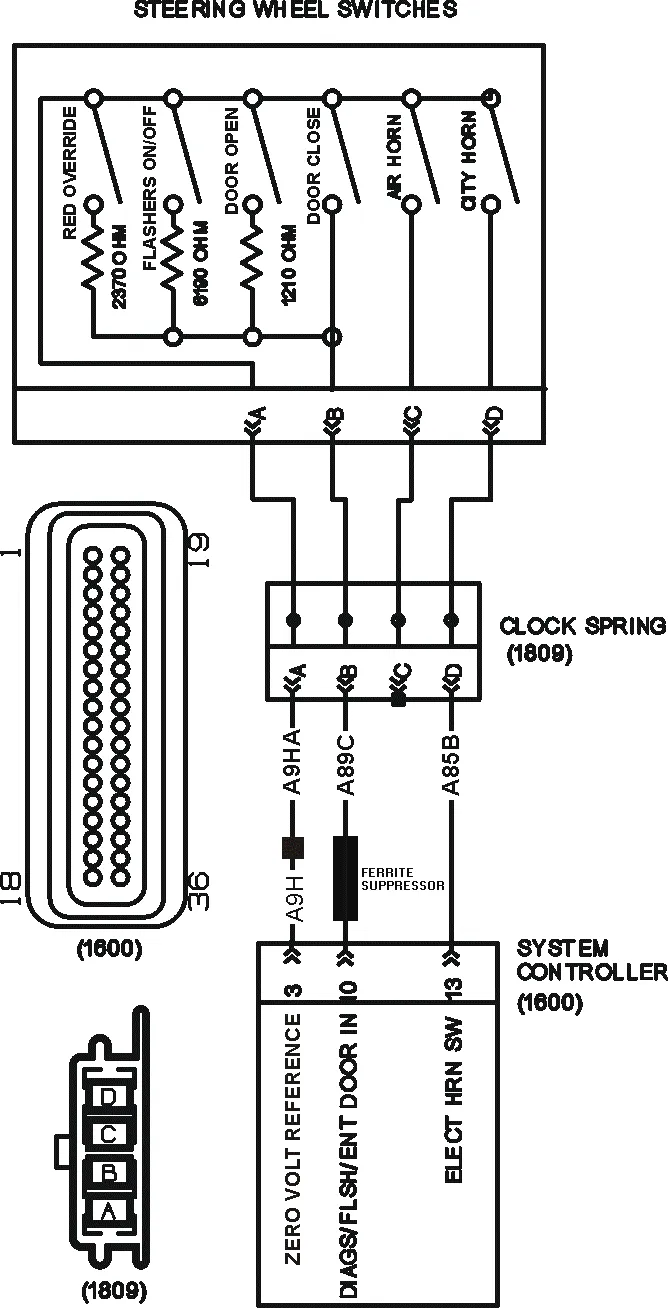 STEERING WHEEL SWITCHES
RED OVERRIDE
2370 OHM
FLASHERS ON/OFF
6190 OHM
DOOR OPEN
1210 OHM
DOOR CLOSE
AIR HORN
CITY HORN
A
B
C
D
1
19
18
36
(1600)
CLOCK SPRING
(1809)
A
B
C
D
A9HA
A89C
A85B
A9H
FERRITE
SUPPRESSOR
SYSTEM
CONTROLLER
(1600)
3
10
13
ZERO VOLT REFERENCE
DIAGS/FLSH/ENT DOOR IN
ELECT HRN SW
D
C
B
A
(1809)